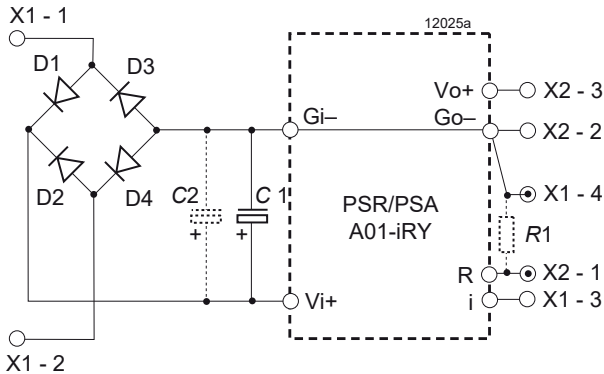 X1 - 1
12025a
D1
D3
Vo+
X2 - 3
Gi–
Go–
X2 - 2
D2
D4
C2
C 1
PSR/PSA
A01-iRY
X1 - 4
R1
+
+
R
X2 - 1
Vi+
i
X1 - 3
X1 - 2